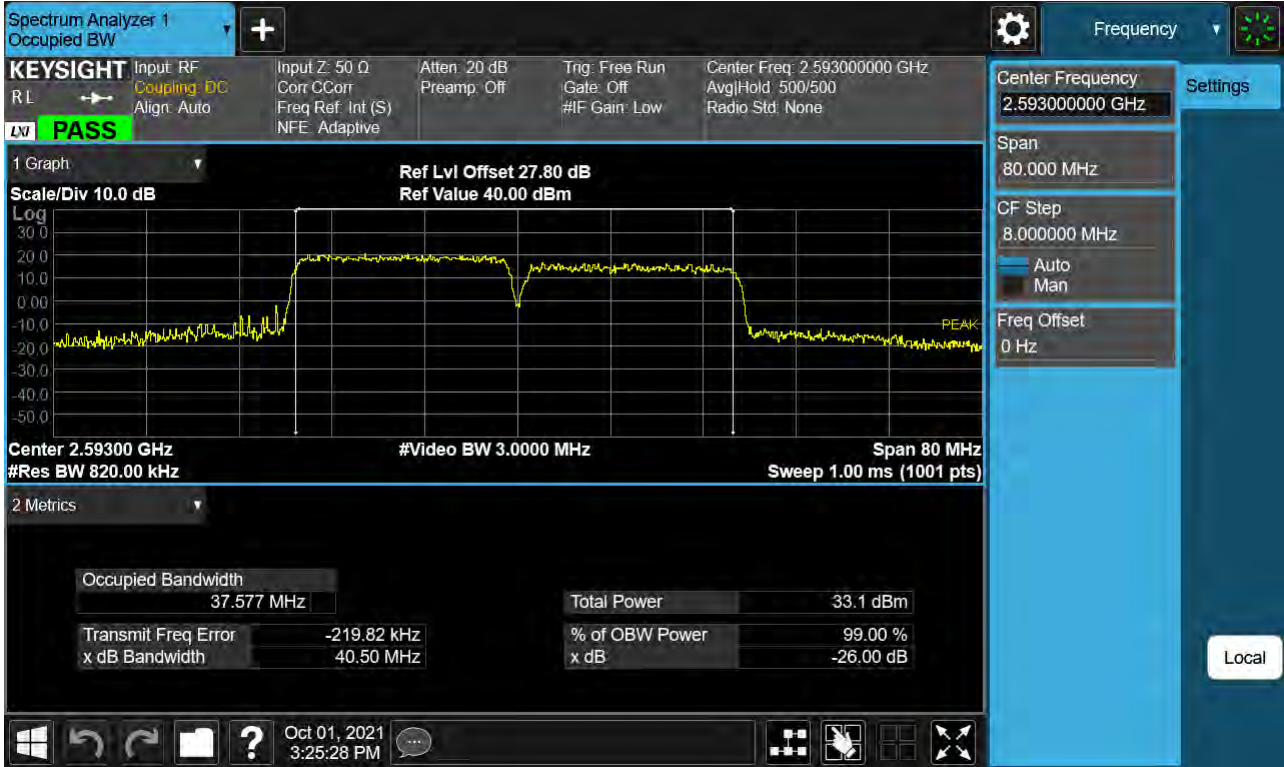 Spectrum Analyzer 1
Occupied BW
Frequency
KEYSIGHT
RL
LXI
PASS
Input: RF
Coupling: DC
Align: Auto
Input Z: 50 Ω
Corr CCorr
Freq Ref: Int (S)
NFE: Adaptive
Atten: 20 dB
Preamp: Off
Trig: Free Run
Gate: Off
#IF Gain: Low
Center Freq: 2.593000000 GHz
Avg|Hold: 500/500
Radio Std: None
Center Frequency
2.593000000 GHz
Settings
Span
80.000 MHz
CF Step
8.000000 MHz
Auto
Man
Freq Offset
0 Hz
Local
1 Graph
Scale/Div 10.0 dB
Ref Lvl Offset 27.80 dB
Ref Value 40.00 dBm
Log
30.0
20.0
10.0
0.00
-10.0
-20.0
-30.0
-40.0
-50.0
PEAK
Center 2.59300 GHz
#Video BW 3.0000 MHz
Span 80 MHz
#Res BW 820.00 kHz
Sweep 1.00 ms (1001 pts)
2 Metrics
Occupied Bandwidth
37.577 MHz
Total Power 33.1 dBm
Transmit Freq Error -219.82 kHz
% of OBW Power 99.00 %
x dB Bandwidth 40.50 MHz
x dB -26.00 dB
?
Oct 01, 2021
3:25:28 PM